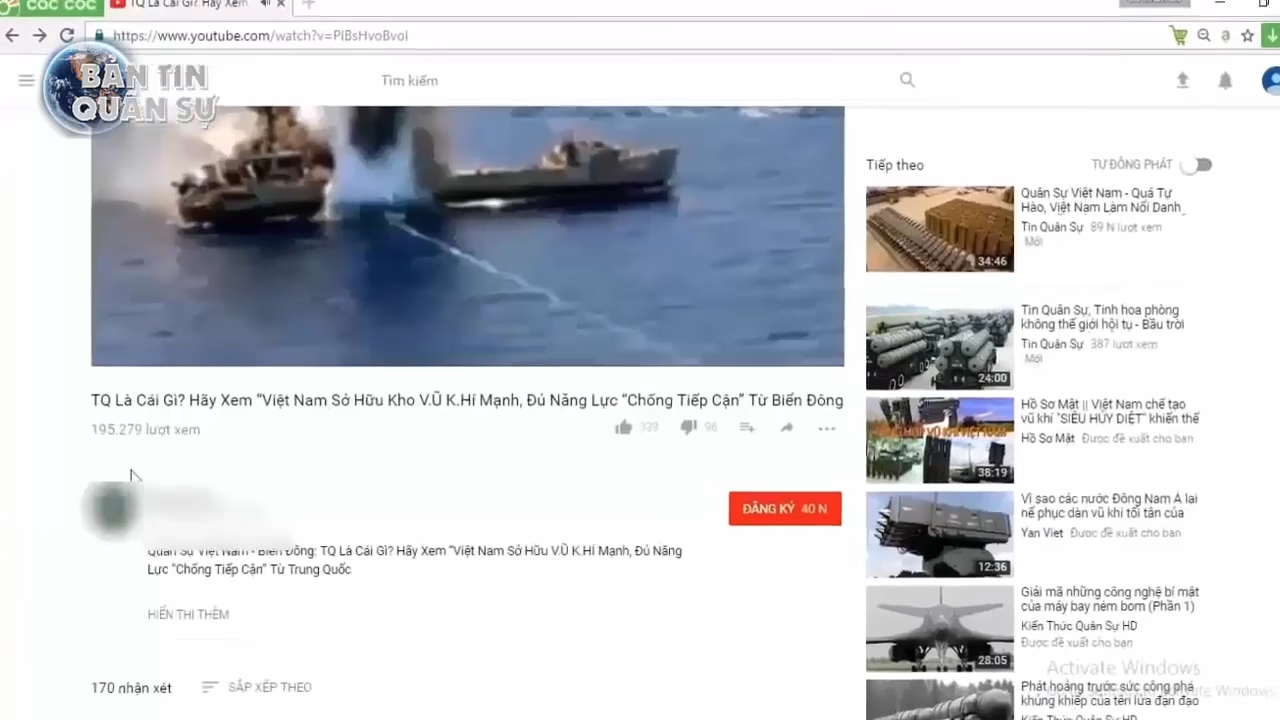 CỐC CỐC
TQ Là Cái Gì? Hãy Xem
https://www.youtube.com/watch?v=PlBsHvoBvoI
BẢN TIN
QUÂN SỰ
Tìm kiếm
Tiếp theo
TỰ ĐỘNG PHÁT
Quân Sự Việt Nam - Quá Tự
Hào, Việt Nam Làm Nổi Danh
Tin Quân Sự 89 N lượt xem
Mới
34:46
Tin Quân Sự, Tinh hoa phòng
không thế giới hội tụ - Bầu trời
Tin Quân Sự 387 lượt xem
Mới
24:00
TQ Là Cái Gì? Hãy Xem “Việt Nam Sở Hữu Kho V.Ũ K.Hí Mạnh, Đủ Năng Lực “Chống Tiếp Cận” Từ Biển Đông
195.279 lượt xem
339
96
Hồ Sơ Mật || Việt Nam chế tạo
vũ khí "SIÊU HỦY DIỆT" khiến thế
Hồ Sơ Mật Được đề xuất cho bạn
38:19
ĐĂNG KÝ 40 N
Vì sao các nước Đông Nam Á lại
nể phục dàn vũ khí tối tân của
Yan Viet Được đề xuất cho bạn
12:36
Quân Sự Việt Nam - Biển Đông: TQ Là Cái Gì? Hãy Xem “Việt Nam Sở Hữu V.Ũ K.Hí Mạnh, Đủ Năng
Lực “Chống Tiếp Cận” Từ Trung Quốc
HIỂN THỊ THÊM
Giải mã những công nghệ bí mật
của máy bay ném bom (Phần 1)
Kiến Thức Quân Sự HD
Được đề xuất cho bạn
28:05
170 nhận xét
SẮP XẾP THEO
Activate Windows
Phát hoảng trước sức công phá
khủng khiếp của tên lửa đạn đạo
Kiến Thức Quân Sự HD